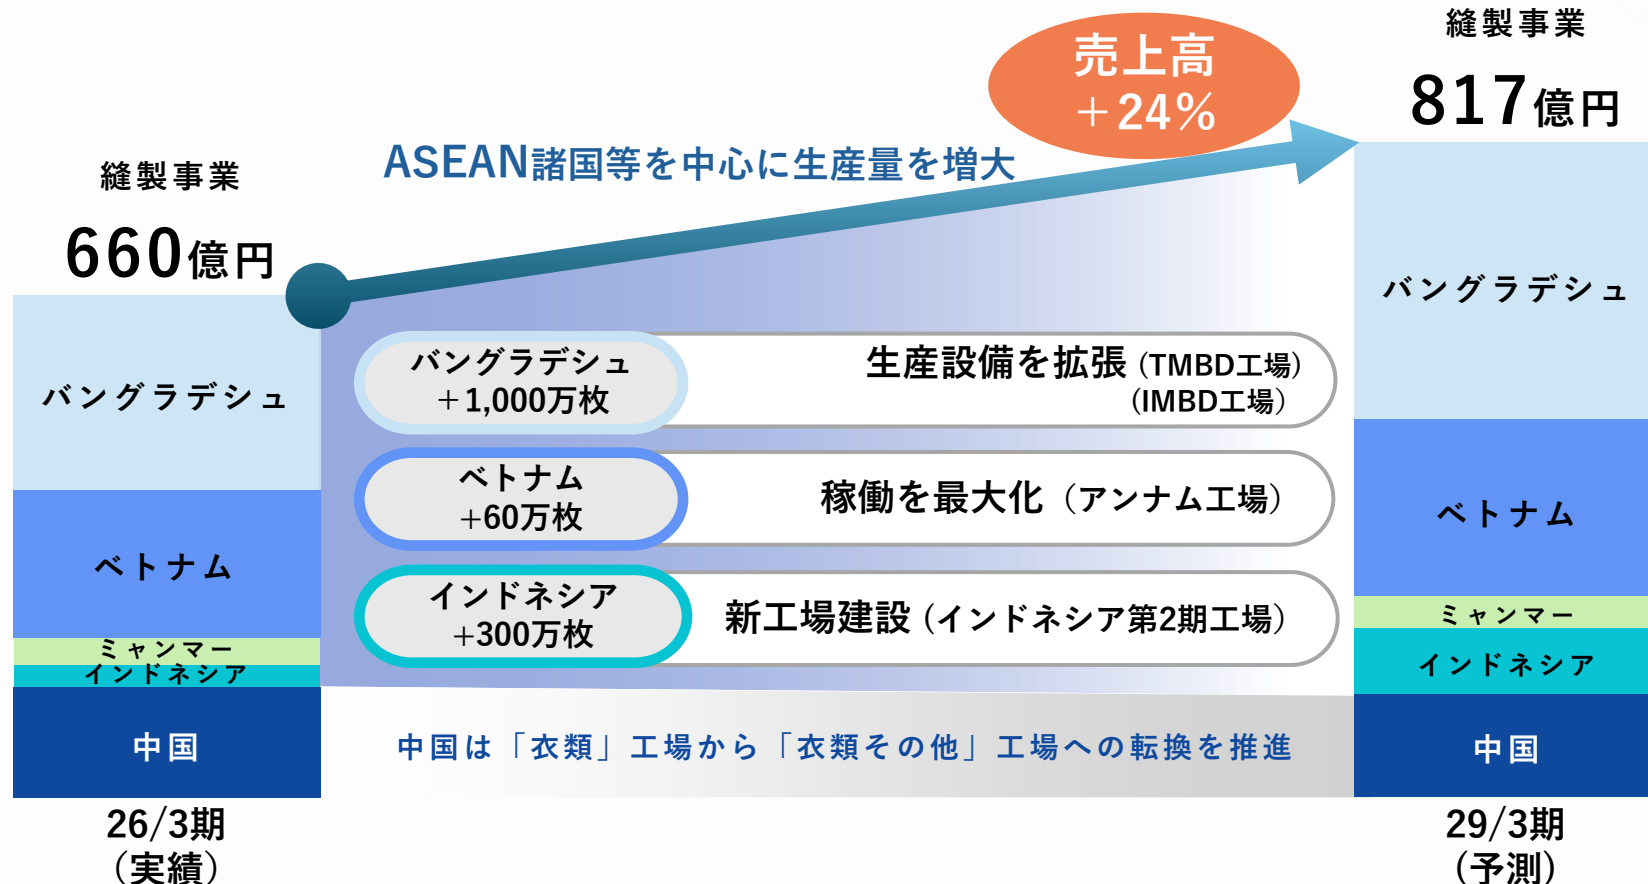 縫製事業
660億円
バングラデシュ
ベトナム
ミャンマー
インドネシア
中国
26/3期
(実績)
ASEAN諸国等を中心に生産量を増大
売上高
+24%
バングラデシュ
+1,000万枚
生産設備を拡張 (TMBD工場)
(IMBD工場)
ベトナム
+60万枚
稼働を最大化 (アンナム工場)
インドネシア
+300万枚
新工場建設 (インドネシア第2期工場)
中国は「衣類」工場から「衣類その他」工場への転換を推進
縫製事業
817億円
バングラデシュ
ベトナム
ミャンマー
インドネシア
中国
29/3期
(予測)